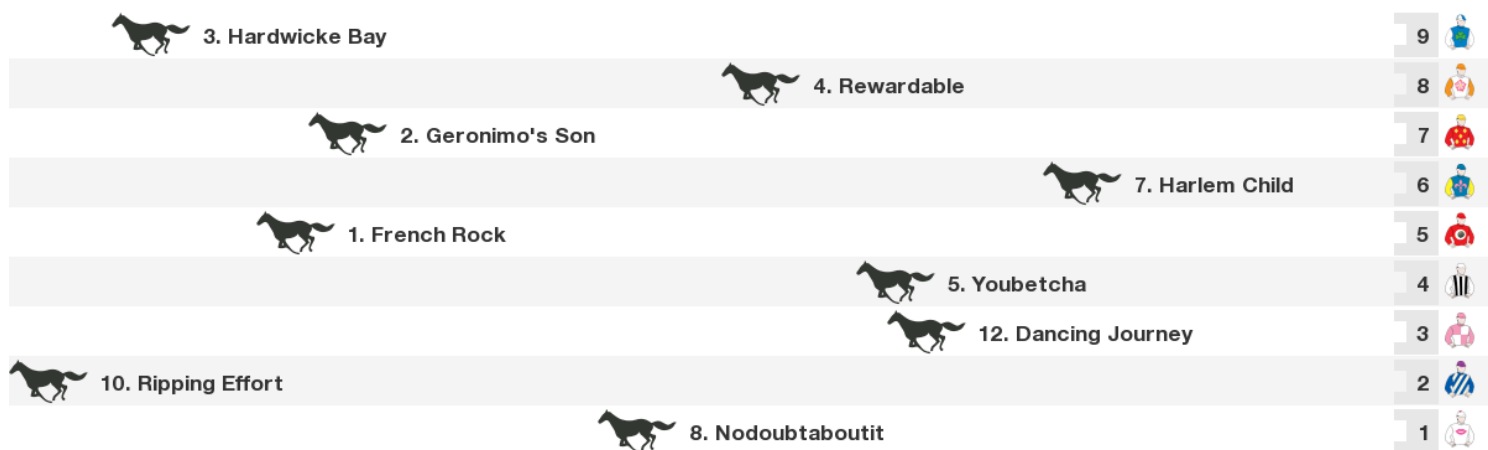 3. Hardwicke Bay 9
4. Rewardable 8
2. Geronimo's Son 7
7. Harlem Child 6
1. French Rock 5
5. Youbetcha 4
12. Dancing Journey 3
10. Ripping Effort 2
8. Nodoubtaboutit 1